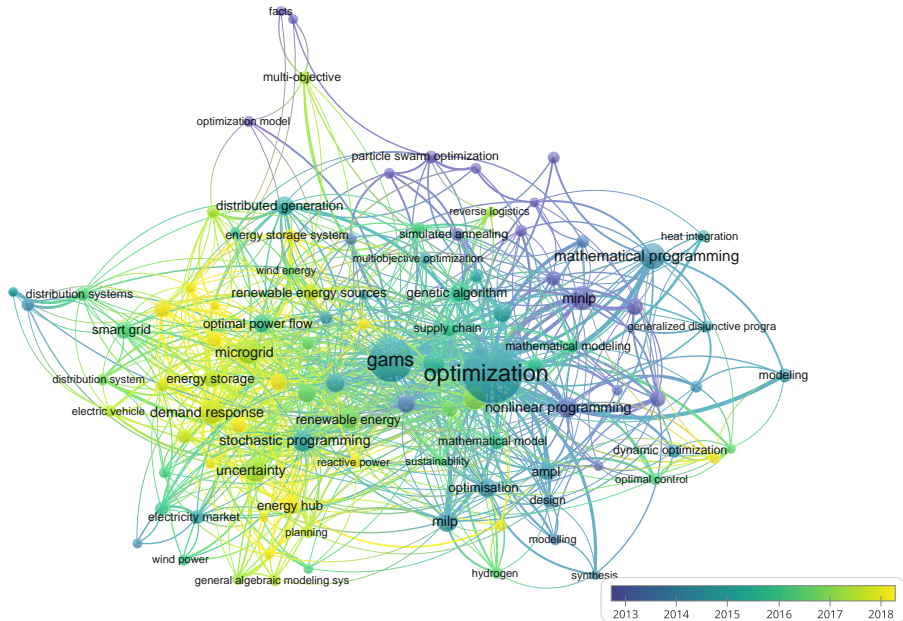 facts
multi-objective
optimization model
particle swarm optimization
distributed generation
reverse logistics
energy storage system
simulated annealing
heat integration
multiobjective optimization
mathematical programming
wind energy
distribution systems
renewable energy sources
genetic algorithm
minlp
smart grid
optimal power flow
supply chain
generalized disjunctive progra
mathematical modeling
microgrid
gams
optimization
modeling
distribution system
energy storage
electric vehicle
demand response
renewable energy
nonlinear programming
stochastic programming
mathematical model
dynamic optimization
uncertainty
reactive power
sustainability
ampl
optimal control
optimisation
energy hub
design
electricity market
milp
planning
modelling
wind power
general algebraic modeling sys
hydrogen
synthesis
2013 2014 2015 2016 2017 2018